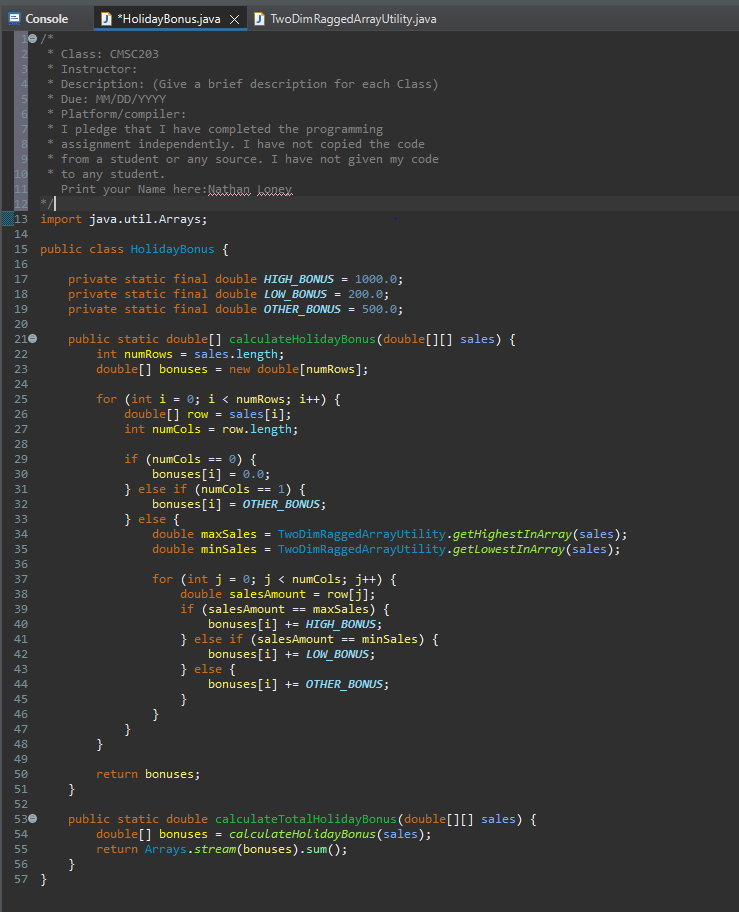 Console *HolidayBonus.java TwoDimRaggedArrayUtility.java
1 /*
2  * Class: CMSC203
3  * Instructor:
4  * Description: (Give a brief description for each Class)
5  * Due: MM/DD/YYYY
6  * Platform/compiler:
7  * I pledge that I have completed the programming
8  * assignment independently. I have not copied the code
9  * from a student or any source. I have not given my code
10  * to any student.
11    Print your Name here:Nathan Loney
12 */
13 import java.util.Arrays;
14
15 public class HolidayBonus {
16
17     private static final double HIGH_BONUS = 1000.0;
18     private static final double LOW_BONUS = 200.0;
19     private static final double OTHER_BONUS = 500.0;
20
21     public static double[] calculateHolidayBonus(double[][] sales) {
22         int numRows = sales.length;
23         double[] bonuses = new double[numRows];
24
25         for (int i = 0; i < numRows; i++) {
26             double[] row = sales[i];
27             int numCols = row.length;
28
29             if (numCols == 0) {
30                 bonuses[i] = 0.0;
31             } else if (numCols == 1) {
32                 bonuses[i] = OTHER_BONUS;
33             } else {
34                 double maxSales = TwoDimRaggedArrayUtility.getHighestInArray(sales);
35                 double minSales = TwoDimRaggedArrayUtility.getLowestInArray(sales);
36
37                 for (int j = 0; j < numCols; j++) {
38                     double salesAmount = row[j];
39                     if (salesAmount == maxSales) {
40                         bonuses[i] += HIGH_BONUS;
41                     } else if (salesAmount == minSales) {
42                         bonuses[i] += LOW_BONUS;
43                     } else {
44                         bonuses[i] += OTHER_BONUS;
45                     }
46                 }
47             }
48         }
49
50         return bonuses;
51     }
52
53     public static double calculateTotalHolidayBonus(double[][] sales) {
54         double[] bonuses = calculateHolidayBonus(sales);
55         return Arrays.stream(bonuses).sum();
56     }
57 }